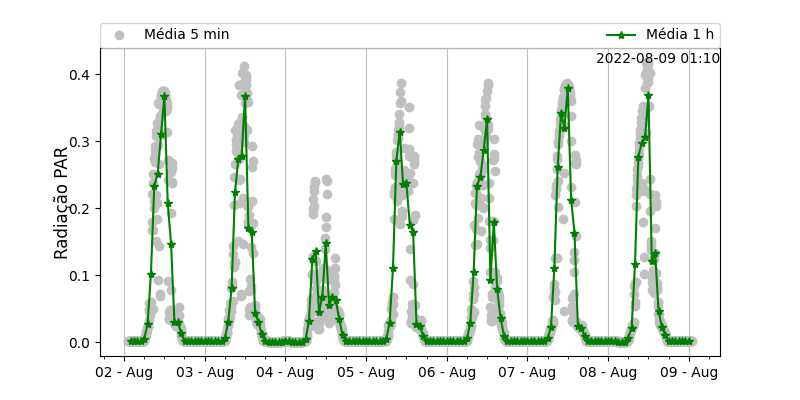 Média 5 min
Média 1 h
2022-08-09 01:10
Radiação PAR
0.4
0.3
0.2
0.1
0.0
02 - Aug
03 - Aug
04 - Aug
05 - Aug
06 - Aug
07 - Aug
08 - Aug
09 - Aug